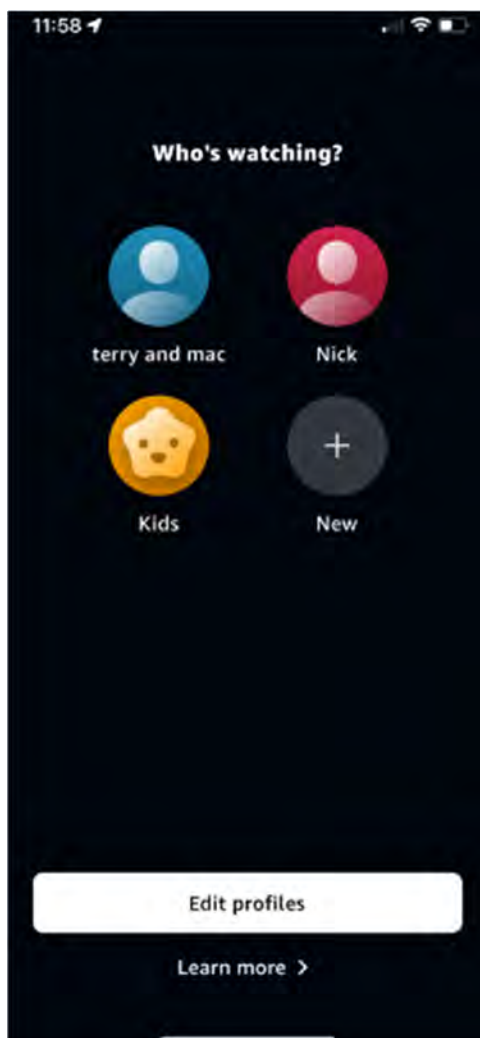 11:58
Who's watching?
terry and mac
Nick
Kids
New
Edit profiles
Learn more >